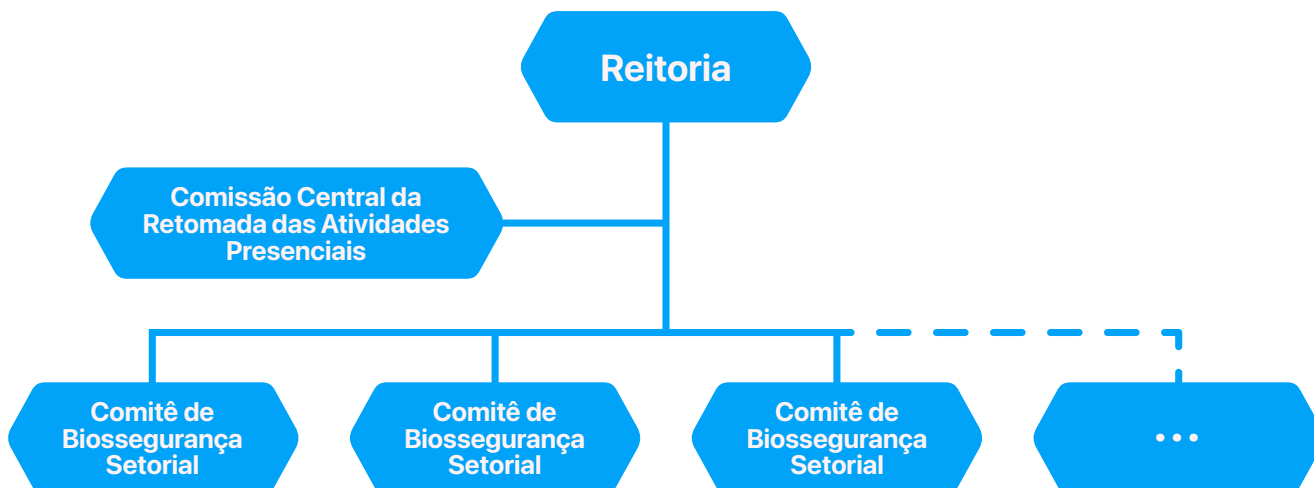 Reitoria
Comissão Central da
Retomada das Atividades
Presenciais
Comitê de
Biossegurança
Setorial
Comitê de
Biossegurança
Setorial
Comitê de
Biossegurança
Setorial
...